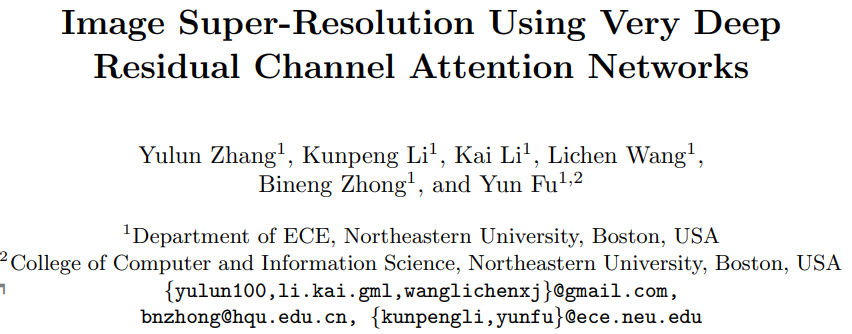 Image Super-Resolution Using Very Deep
Residual Channel Attention Networks
Yulun Zhang¹, Kunpeng Li¹, Kai Li¹, Lichen Wang¹,
Bineng Zhong¹, and Yun Fu¹,²
¹Department of ECE, Northeastern University, Boston, USA
²College of Computer and Information Science, Northeastern University, Boston, USA
{yulun100,li.kai.gml,wanglichenxj}@gmail.com,
bnzhong@hqu.edu.cn, {kunpengli,yunfu}@ece.neu.edu